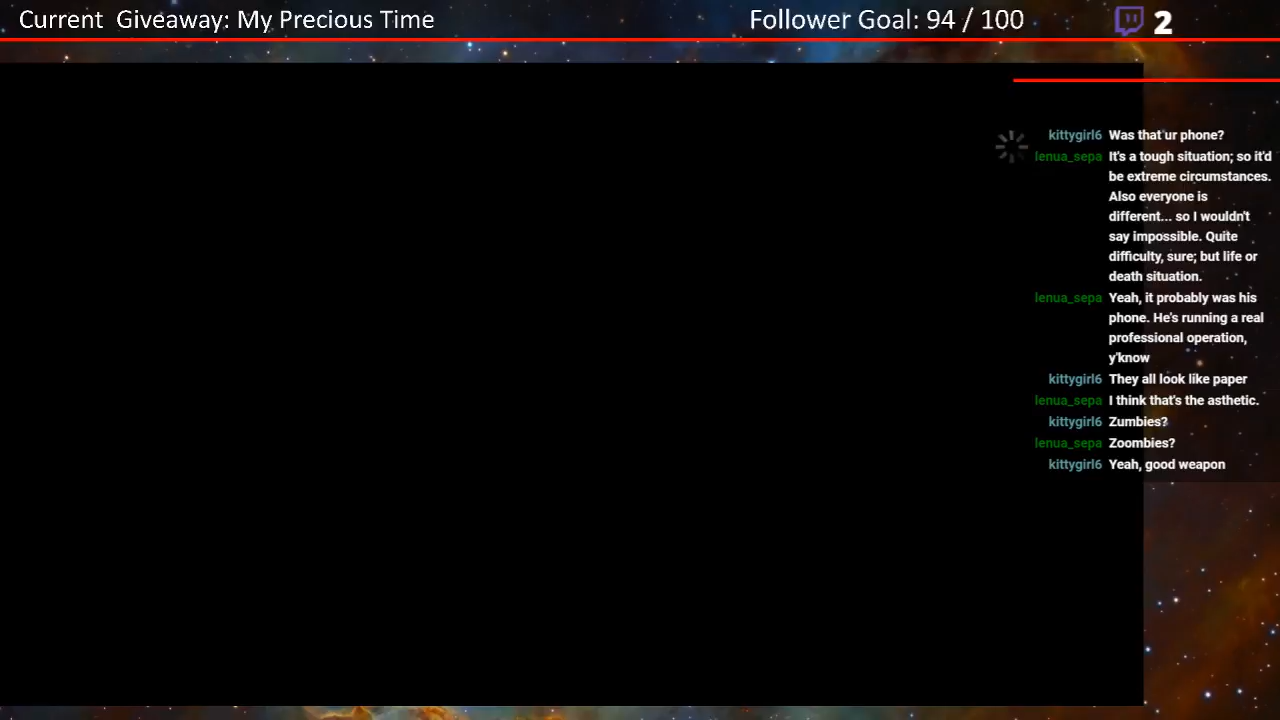 Current  Giveaway: My Precious Time
Follower Goal: 94 / 100
2
kittygirl6 Was that ur phone?
lenua_sepa It's a tough situation; so it'd
be extreme circumstances.
Also everyone is
different... so I wouldn't
say impossible. Quite
difficulty, sure; but life or
death situation.
lenua_sepa Yeah, it probably was his
phone. He's running a real
professional operation,
y'know
kittygirl6 They all look like paper
lenua_sepa I think that's the asthetic.
kittygirl6 Zumbies?
lenua_sepa Zoombies?
kittygirl6 Yeah, good weapon